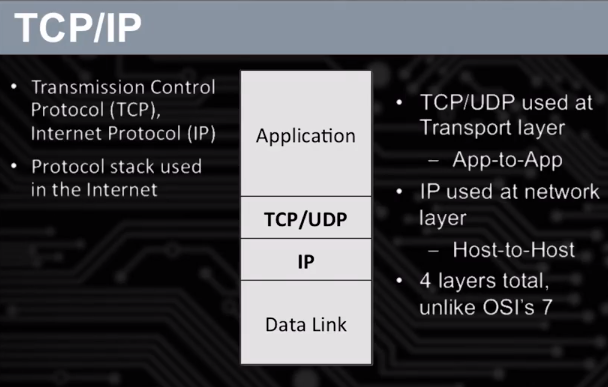 TCP/IP
• Transmission Control
Protocol (TCP),
Internet Protocol (IP)
• Protocol stack used
in the Internet
Application
TCP/UDP
IP
Data Link
• TCP/UDP used at
Transport layer
– App-to-App
• IP used at network
layer
– Host-to-Host
• 4 layers total,
unlike OSI's 7